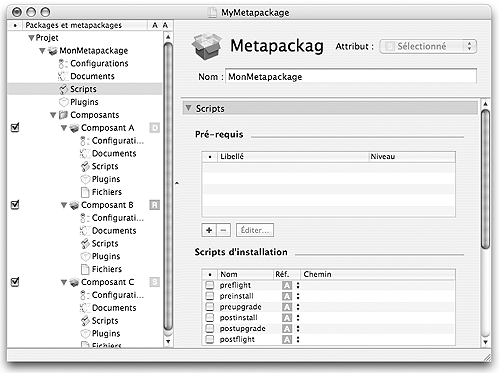 MyMetapackage
• Packages et metapackages A A
Projet
MonMetapackage
Configurations
Documents
Scripts
Plugins
Composants
Composant A D
Configurati...
Documents
Scripts
Plugins
Fichiers
Composant B R
Configurati...
Documents
Scripts
Plugins
Fichiers
Composant C S
Configurati...
Documents
Scripts
Plugins
Fichiers
Metapackag
Attribut : Sélectionné
Nom : MonMetapackage
Scripts
Pré-requis
• Libellé Niveau
+ − Éditer...
Scripts d'installation
• Nom Réf. Chemin
preflight A
preinstall A
preupgrade A
postinstall A
postupgrade A
postflight A